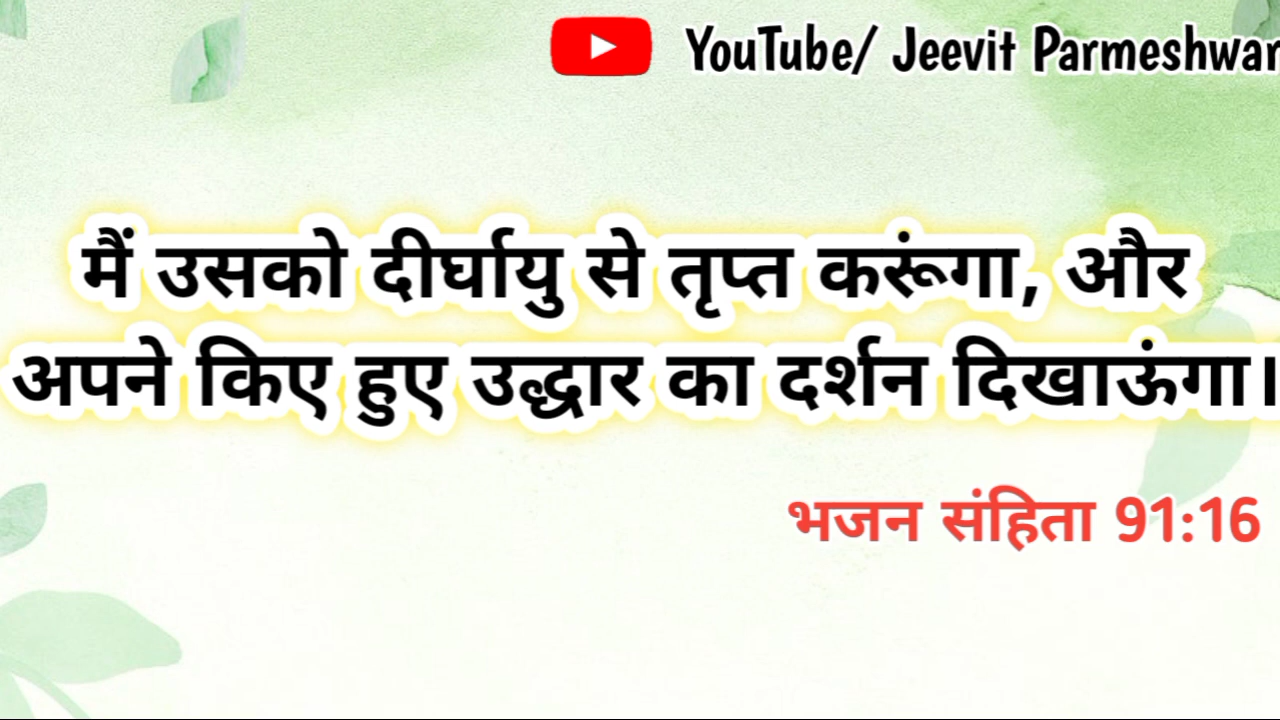 YouTube/ Jeevit Parmeshwar
मैं उसको दीर्घायु से तृप्त करूंगा, और
अपने किए हुए उद्धार का दर्शन दिखाऊंगा।
भजन संहिता 91:16